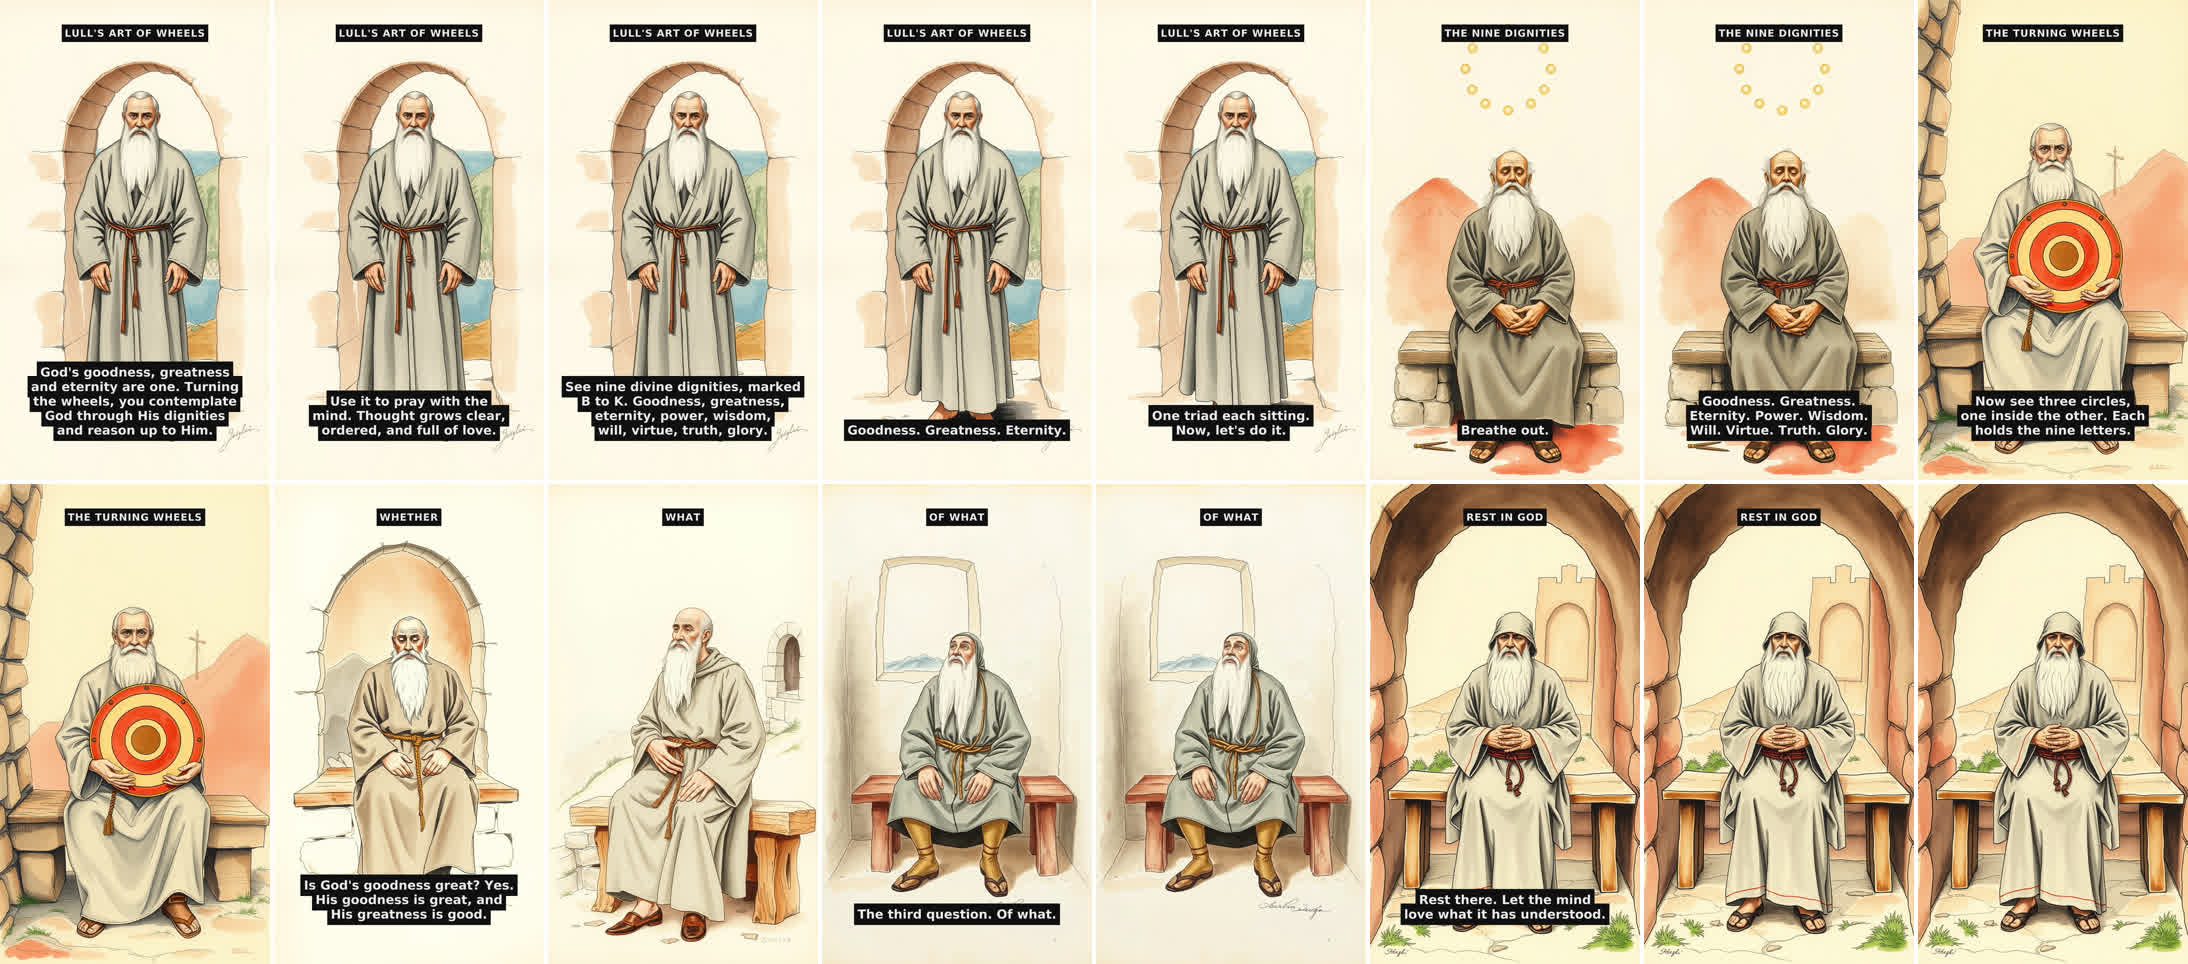 LULL'S ART OF WHEELS
God's goodness, greatness
and eternity are one. Turning
the wheels, you contemplate
God through His dignities
and reason up to Him.
LULL'S ART OF WHEELS
Use it to pray with the
mind. Thought grows clear,
ordered, and full of love.
LULL'S ART OF WHEELS
See nine divine dignities, marked
B to K. Goodness, greatness,
eternity, power, wisdom,
will, virtue, truth, glory.
LULL'S ART OF WHEELS
Goodness. Greatness. Eternity.
LULL'S ART OF WHEELS
One triad each sitting.
Now, let's do it.
THE NINE DIGNITIES
Breathe out.
THE NINE DIGNITIES
Goodness. Greatness.
Eternity. Power. Wisdom.
Will. Virtue. Truth. Glory.
THE TURNING WHEELS
Now see three circles,
one inside the other. Each
holds the nine letters.
THE TURNING WHEELS
WHETHER
Is God's goodness great? Yes.
His goodness is great, and
His greatness is good.
WHAT
OF WHAT
The third question. Of what.
OF WHAT
REST IN GOD
Rest there. Let the mind
love what it has understood.
REST IN GOD